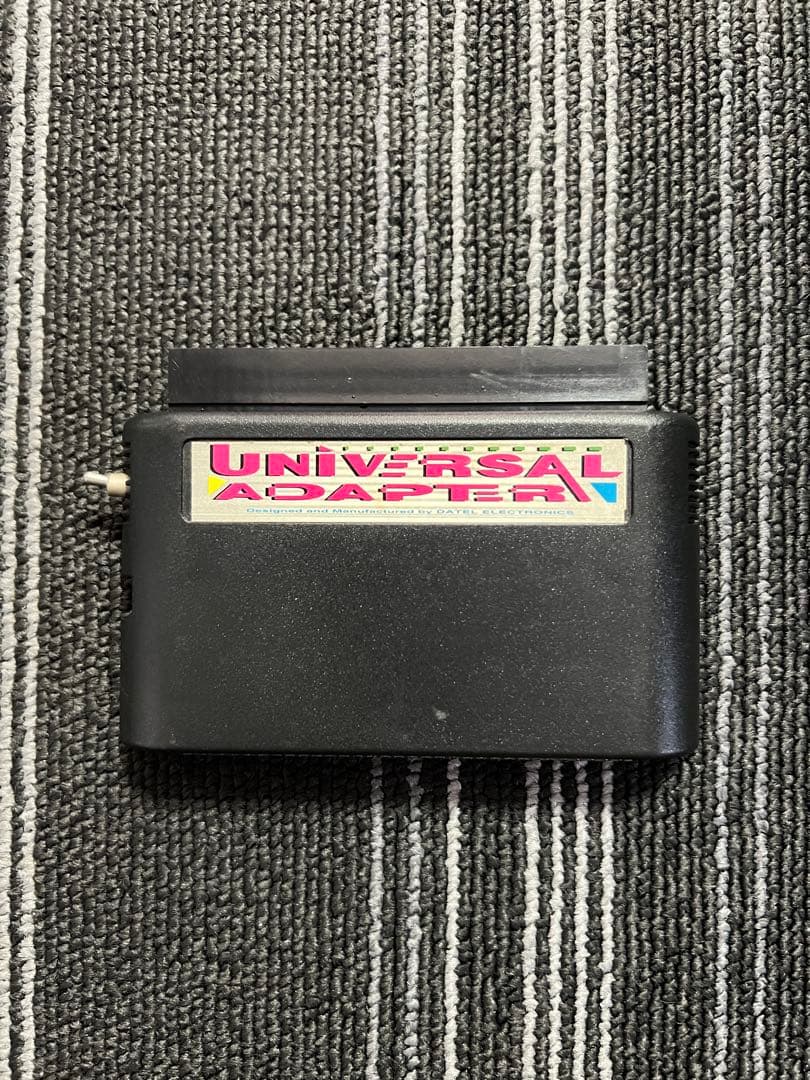 UNIVERSAL
ADAPTER
Designed and Manufactured by DATEL ELECTRONICS